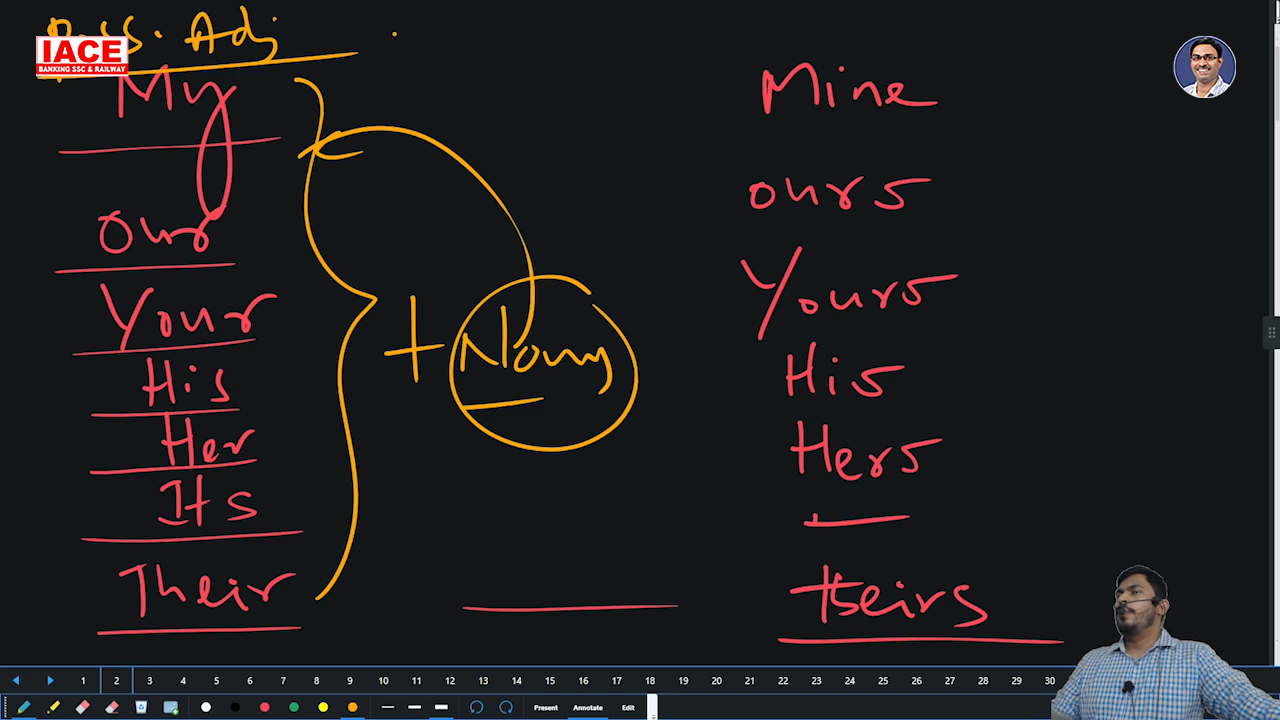 Poss. Adj
IACE
BANKING SSC & RAILWAY
My Mine
Our ours
Your Yours
His His
+ Noun
Her Hers
Its
Their theirs
1 2 3 4 5 6 7 8 9 10 11 12 13 14 15 16 17 18 19 20 21 22 23 24 25 26 27 28 29 30
Present Annotate Edit